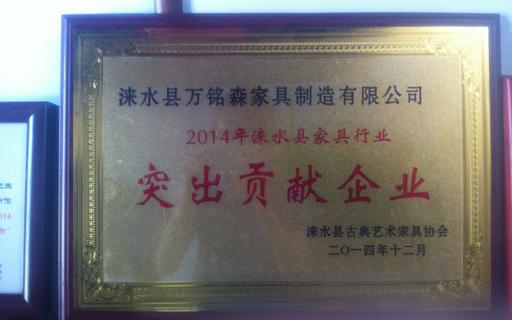 涞水县万铭森家具制造有限公司
2014年涞水县家具行业
突出贡献企业
涞水县古典艺术家具协会
二〇一四年十二月
2014